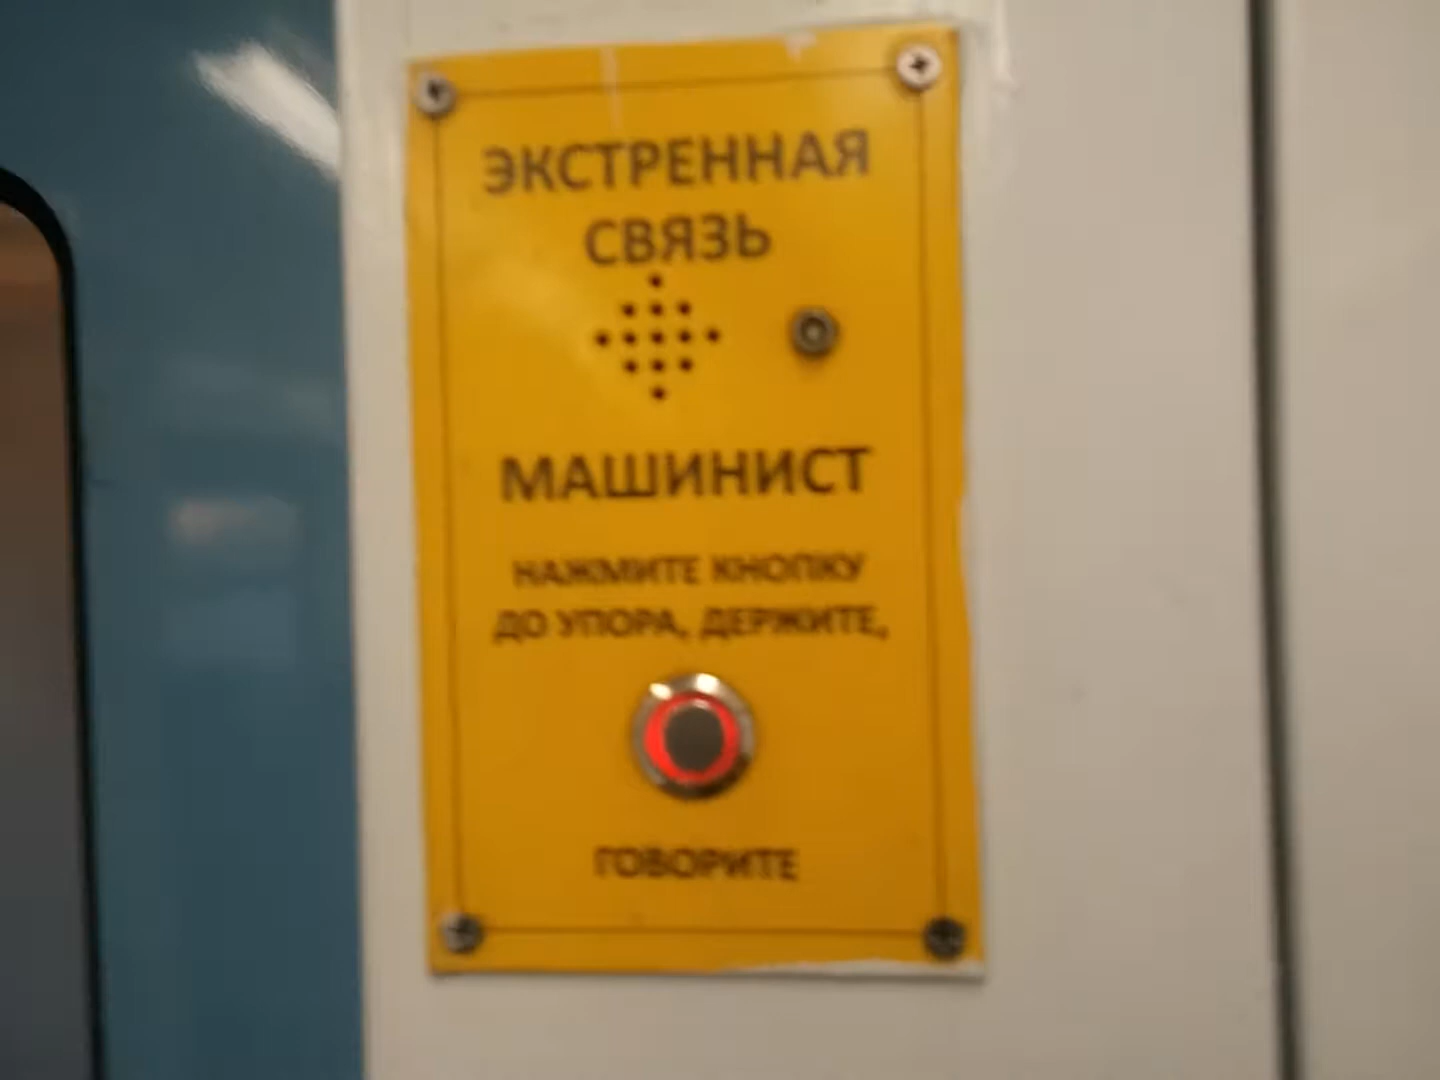 ЭКСТРЕННАЯ
СВЯЗЬ
МАШИНИСТ
НАЖМИТЕ КНОПКУ
ДО УПОРА, ДЕРЖИТЕ,
ГОВОРИТЕ